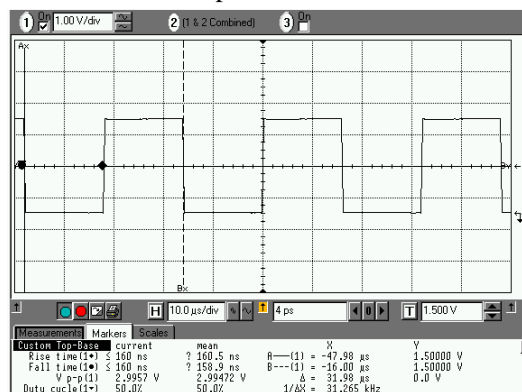 1 On 1.00 V/div 2 (1 & 2 Combined) 3 On
Ax
By
Bx
H 10.0 µs/div 4 ps 0 T 1.500 V
Measurements Markers Scales
Custom Top-Base current mean X Y
Rise time(1♦) ≤ 160 ns ? 160.5 ns A---(1) = -47.98 µs 1.50000 V
Fall time(1♦) ≤ 160 ns ? 158.9 ns B---(1) = -16.00 µs 1.50000 V
V p-p(1) 2.9957 V 2.99472 V Δ = 31.98 µs 0.0 V
Duty cycle(1♦) 50.0% 50.0% 1/ΔX = 31.265 kHz